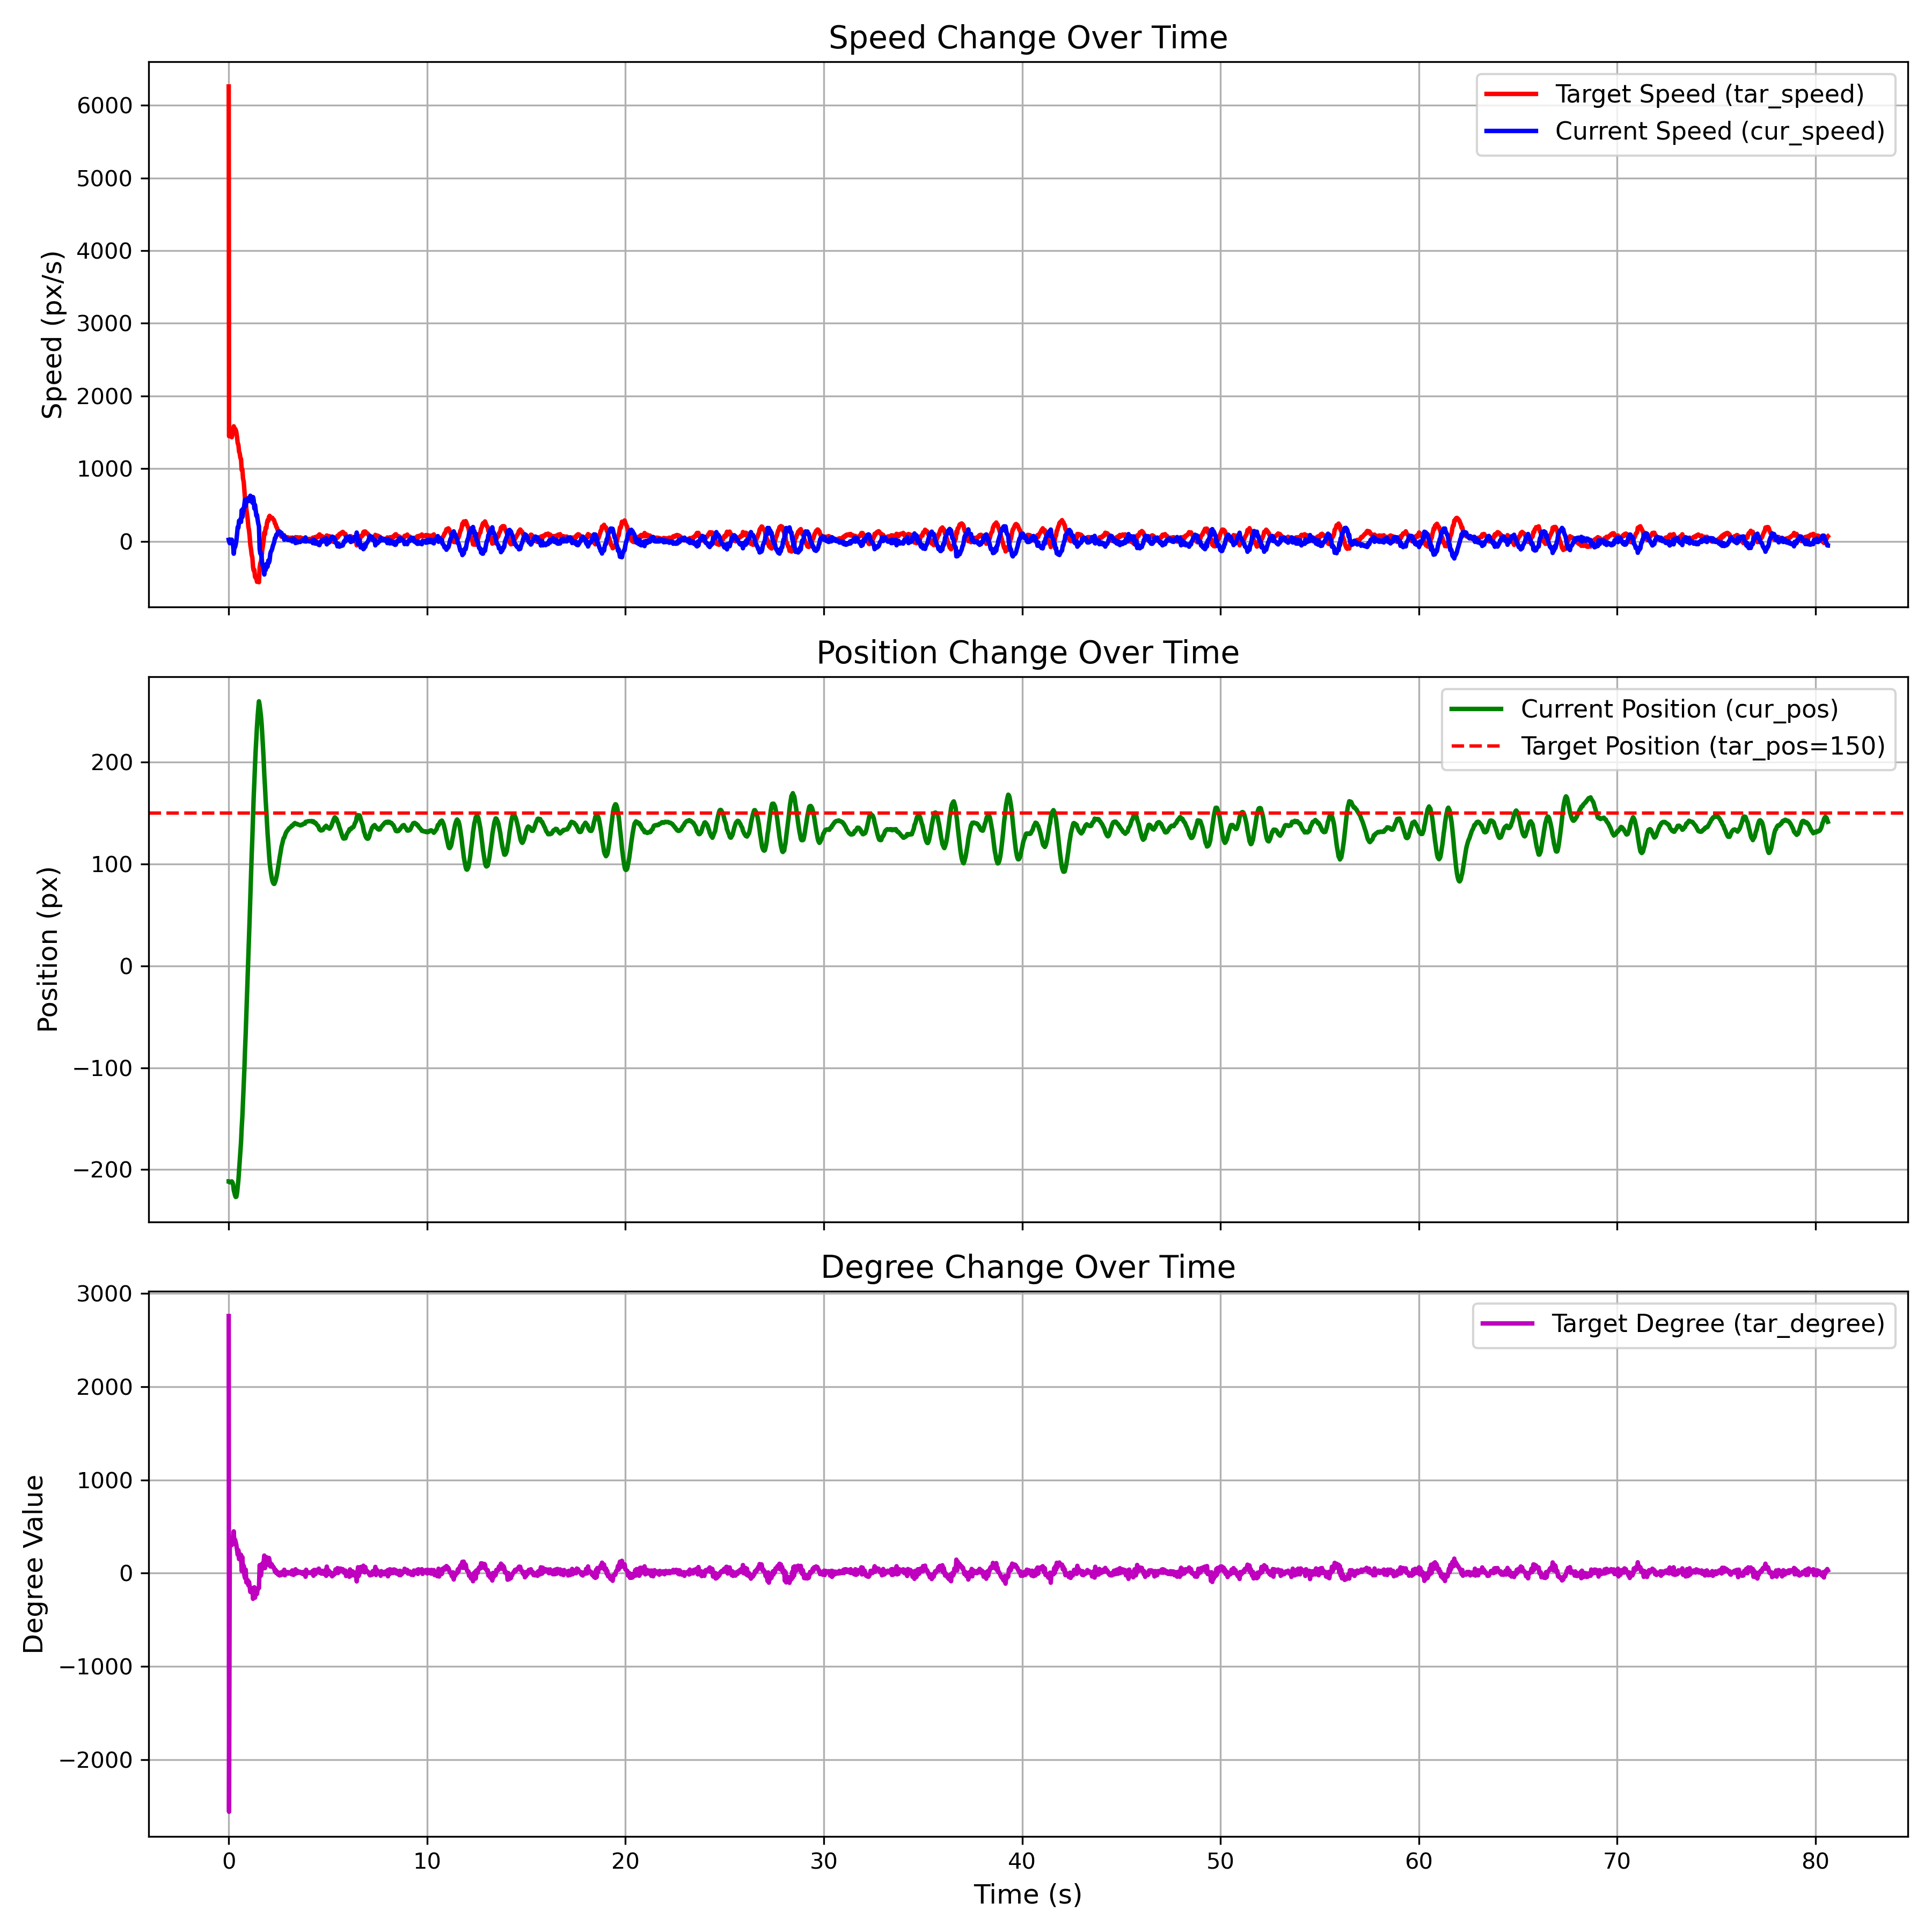 Speed Change Over Time
6000
5000
4000
3000
2000
1000
0
Speed (px/s)
Target Speed (tar_speed)
Current Speed (cur_speed)
Position Change Over Time
200
100
0
−100
−200
Position (px)
Current Position (cur_pos)
Target Position (tar_pos=150)
Degree Change Over Time
3000
2000
1000
0
−1000
−2000
Degree Value
Target Degree (tar_degree)
0 10 20 30 40 50 60 70 80
Time (s)